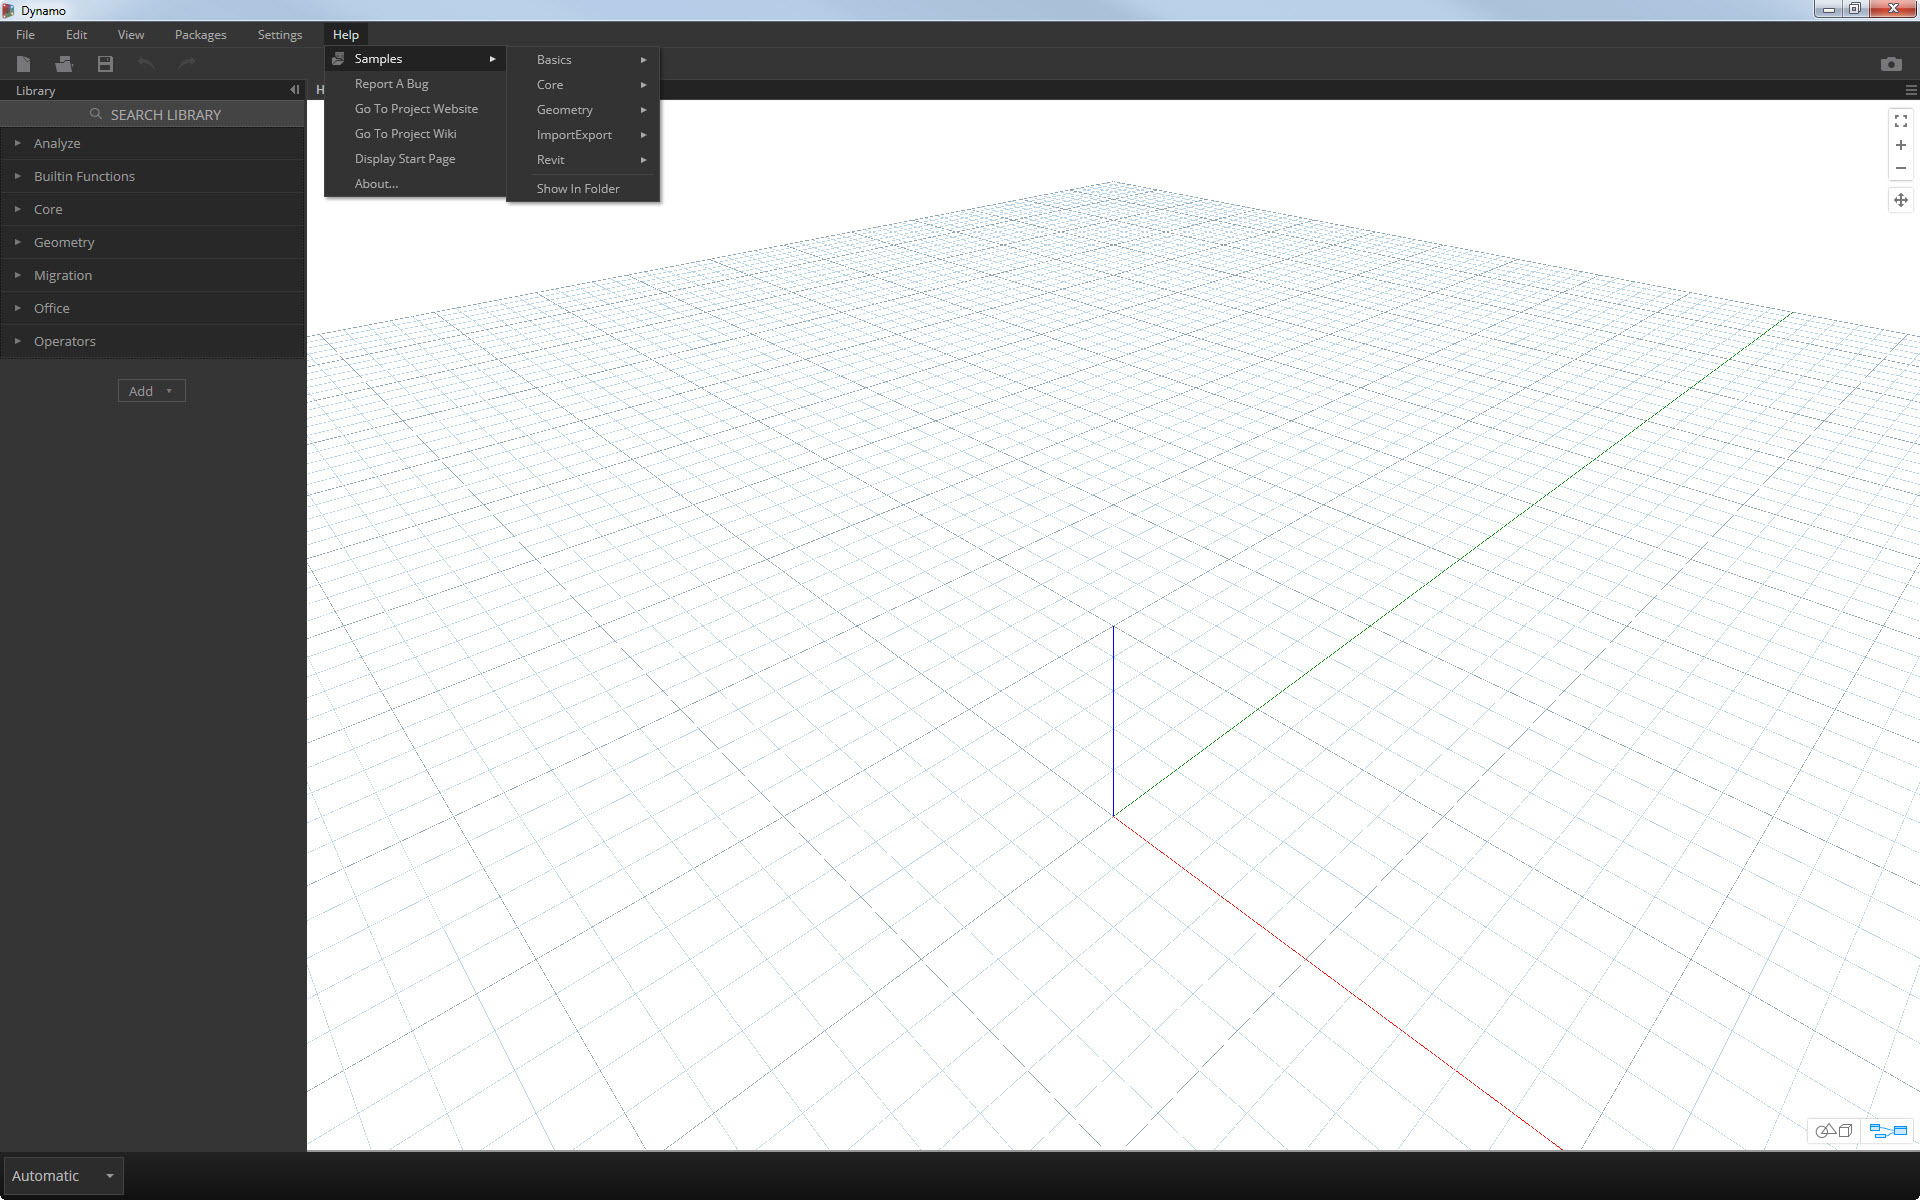 Dynamo
File Edit View Packages Settings Help
Library
H
SEARCH LIBRARY
Analyze
Builtin Functions
Core
Geometry
Migration
Office
Operators
Add
Samples
Report A Bug
Go To Project Website
Go To Project Wiki
Display Start Page
About...
Basics
Core
Geometry
ImportExport
Revit
Show In Folder
Automatic